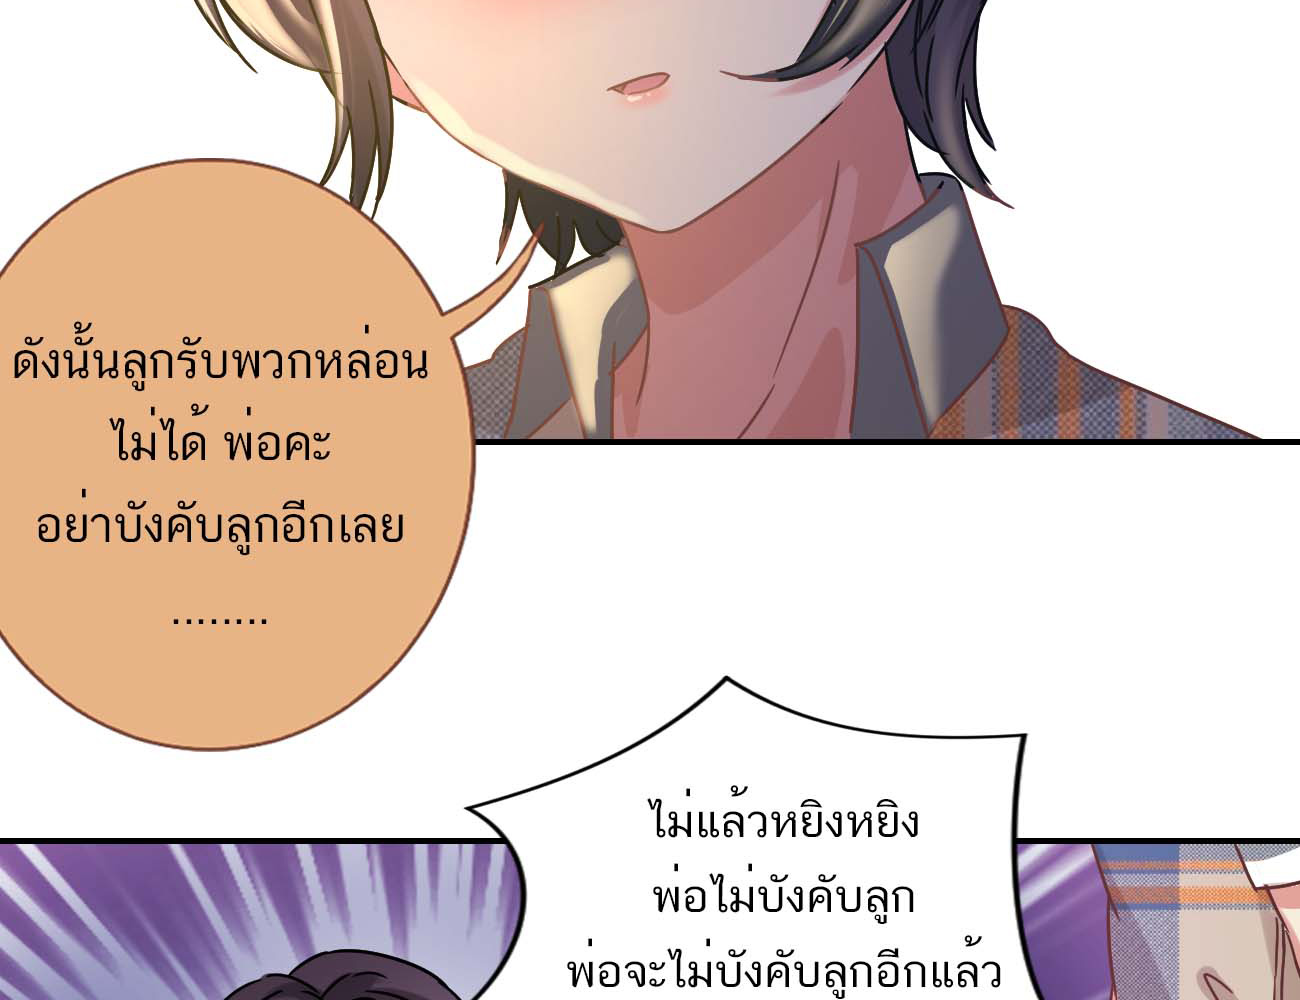 ดังนั้นลูกรับพวกหล่อน
ไม่ได้ พ่อคะ
อย่าบังคับลูกอีกเลย
........
ไม่แล้วหยิงหยิง
พ่อไม่บังคับลูก
พ่อจะไม่บังคับลูกอีกแล้ว